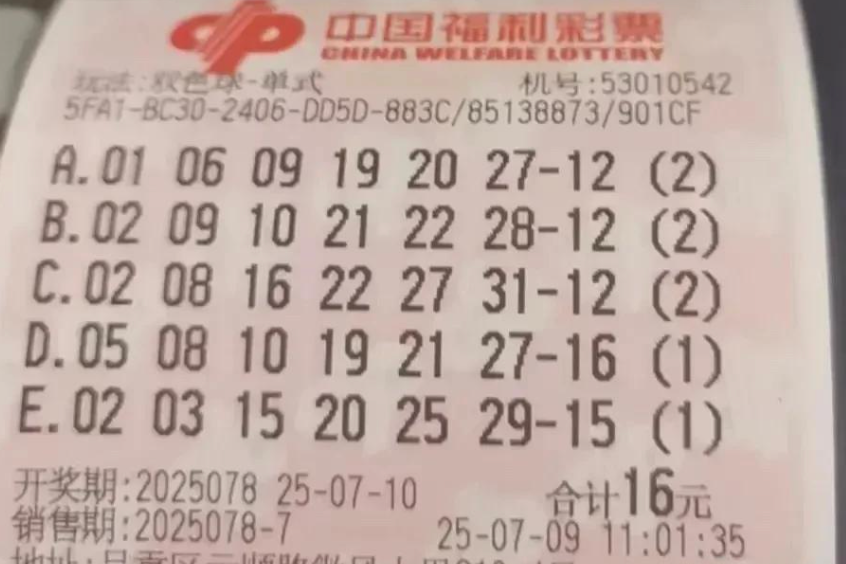 中国福利彩票
CHINA WELFARE LOTTERY
玩法:双色球-单式 机号:53010542
5FA1-BC30-2406-DD5D-883C/85138873/901CF
A.01 06 09 19 20 27-12 (2)
B.02 09 10 21 22 28-12 (2)
C.02 08 16 22 27 31-12 (2)
D.05 08 10 19 21 27-16 (1)
E.02 03 15 20 25 29-15 (1)
开奖期:2025078 25-07-10 合计16元
销售期:2025078-7 25-07-09 11:01:35
地址: